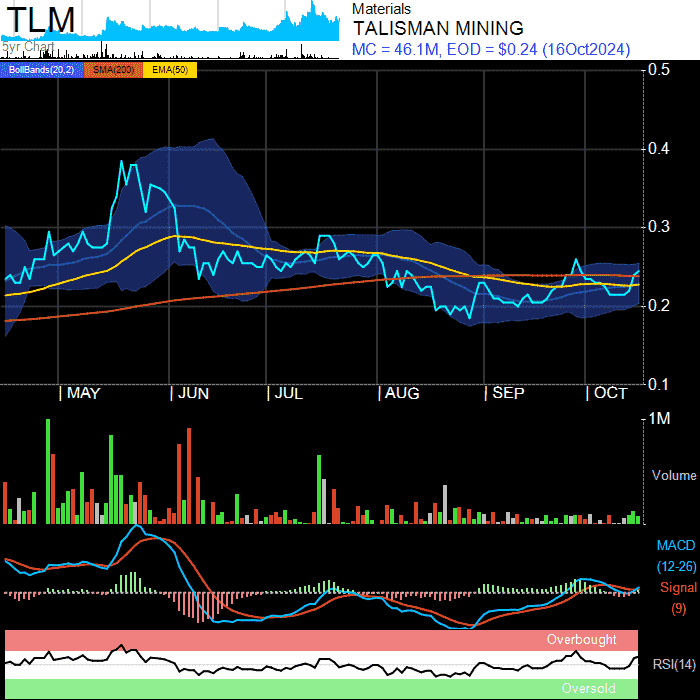 TLM
5yr Chart
Materials
TALISMAN MINING
MC = 46.1M, EOD = $0.24 (16Oct2024)
BollBands(20,2) SMA(200) EMA(50)
0.5
0.4
0.3
0.2
0.1
MAY JUN JUL AUG SEP OCT
1M
Volume
MACD
(12-26)
Signal
(9)
Overbought
RSI(14)
Oversold